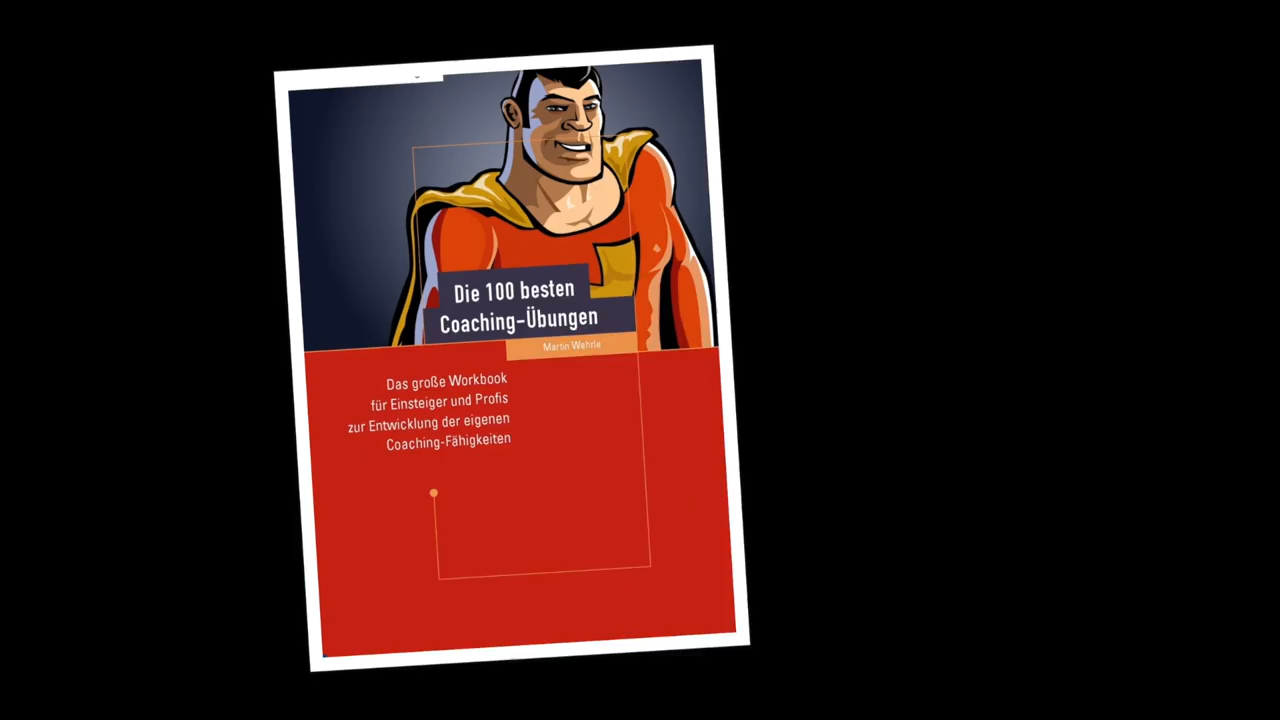 Die 100 besten
Coaching-Übungen
Martin Wehrle
Das große Workbook
für Einsteiger und Profis
zur Entwicklung der eigenen
Coaching-Fähigkeiten